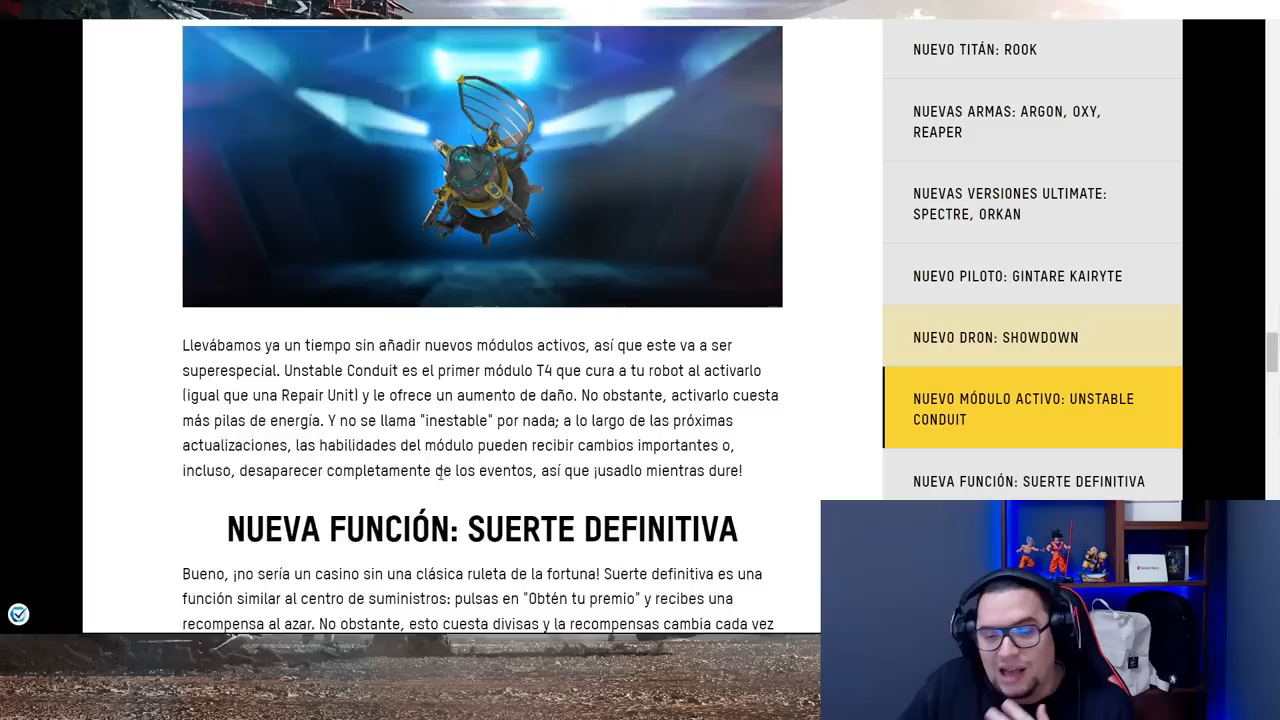 Llevábamos ya un tiempo sin añadir nuevos módulos activos, así que este va a ser
superespecial. Unstable Conduit es el primer módulo T4 que cura a tu robot al activarlo
(igual que una Repair Unit) y le ofrece un aumento de daño. No obstante, activarlo cuesta
más pilas de energía. Y no se llama "inestable" por nada; a lo largo de las próximas
actualizaciones, las habilidades del módulo pueden recibir cambios importantes o,
incluso, desaparecer completamente de los eventos, así que ¡usadlo mientras dure!
NUEVA FUNCIÓN: SUERTE DEFINITIVA
Bueno, ¡no sería un casino sin una clásica ruleta de la fortuna! Suerte definitiva es una
función similar al centro de suministros: pulsas en "Obtén tu premio" y recibes una
recompensa al azar. No obstante, esto cuesta divisas y la recompensas cambia cada vez
NUEVO TITÁN: ROOK
NUEVAS ARMAS: ARGON, OXY,
REAPER
NUEVAS VERSIONES ULTIMATE:
SPECTRE, ORKAN
NUEVO PILOTO: GINTARE KAIRYTE
NUEVO DRON: SHOWDOWN
NUEVO MÓDULO ACTIVO: UNSTABLE
CONDUIT
NUEVA FUNCIÓN: SUERTE DEFINITIVA